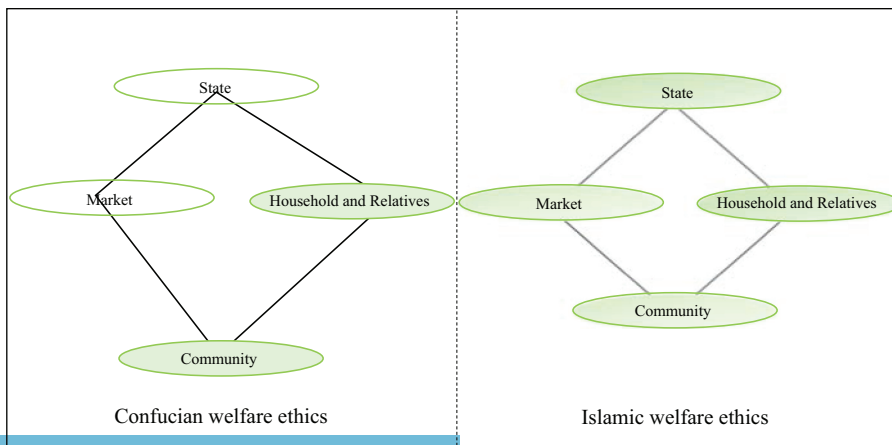 State
Market
Household and Relatives
Community
Confucian welfare ethics
State
Market
Household and Relatives
Community
Islamic welfare ethics